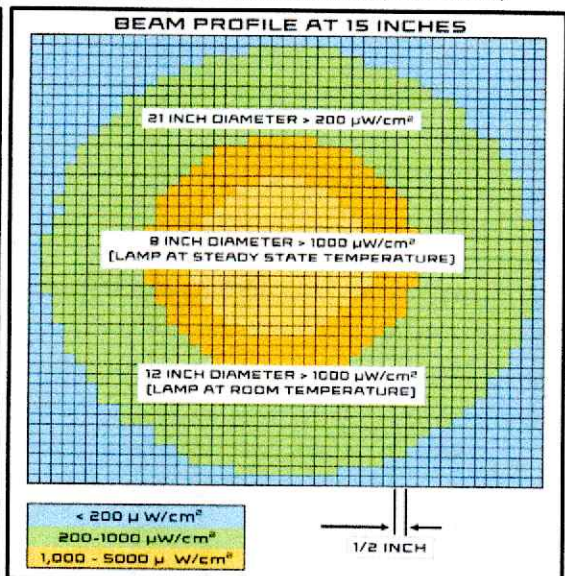 BEAM PROFILE AT 15 INCHES
21 INCH DIAMETER > 200 µW/cm²
8 INCH DIAMETER > 1000 µW/cm²
[LAMP AT STEADY STATE TEMPERATURE]
12 INCH DIAMETER > 1000 µW/cm²
[LAMP AT ROOM TEMPERATURE]
< 200 µ W/cm²
200-1000 µW/cm²
1,000 - 5000 µ W/cm²
1/2 INCH